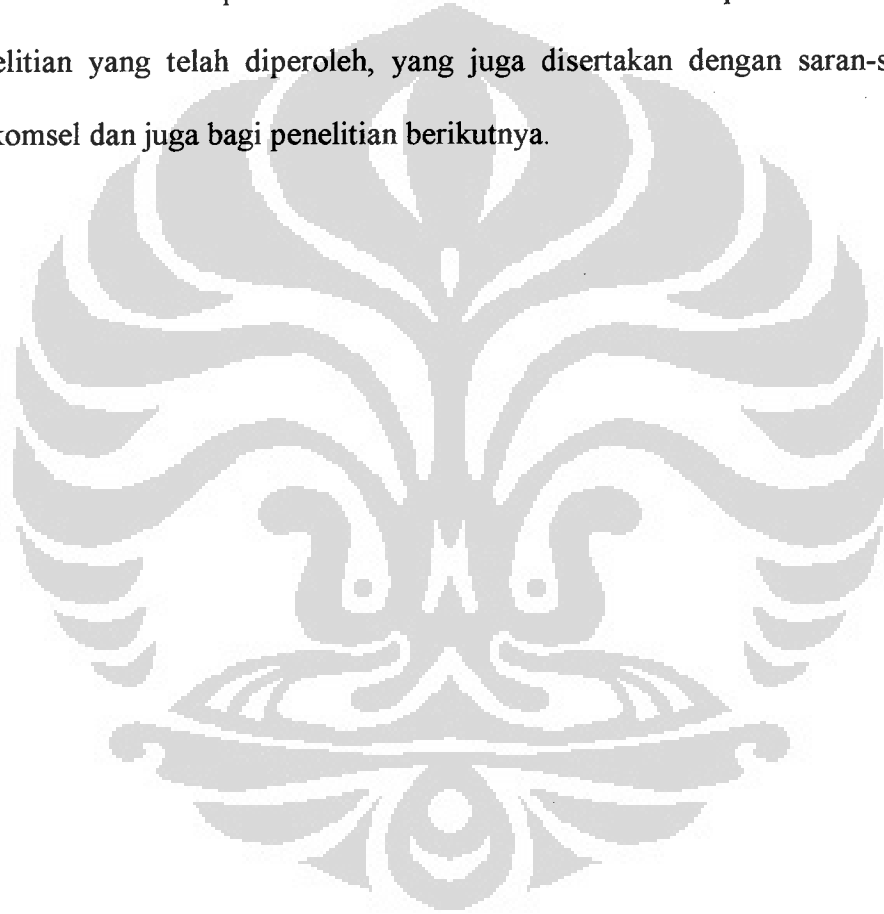 elitian yang telah diperoleh, yang juga disertakan dengan saran-s
komsel dan juga bagi penelitian berikutnya.